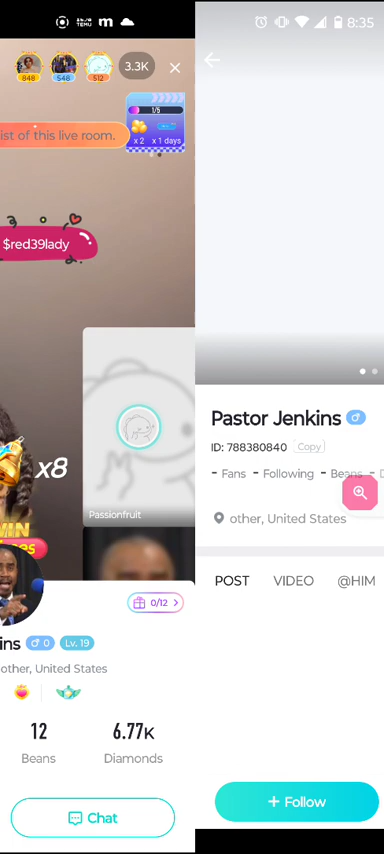 TEMU
m
848
548
512
3.3K
1/5
x 2
x 1 days
ist of this live room.
$red39lady
x8
WIN
Passionfruit
0/12
ins
0
Lv. 19
other, United States
12
Beans
6.77K
Diamonds
Chat
8:35
Pastor Jenkins
ID: 788380840
Copy
- Fans - Following - Beans - D
other, United States
POST
VIDEO
@HIM
+ Follow